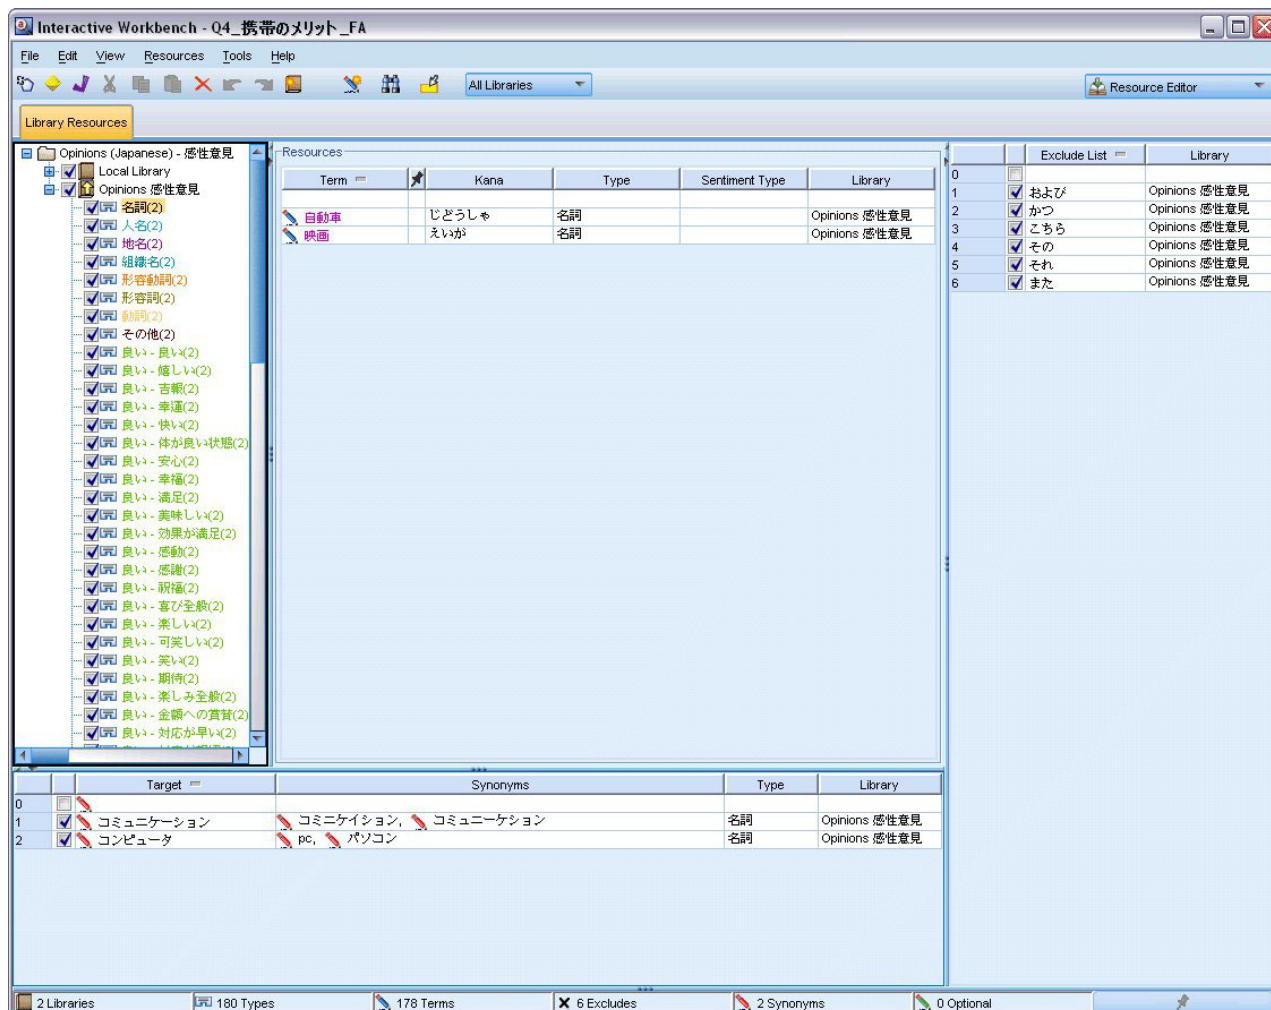 Interactive Workbench - Q4_携帯のメリット_FA
File Edit View Resources Tools Help
All Libraries
Resource Editor
Library Resources
Opinions (Japanese) - 感性意見
Local Library
Opinions 感性意見
名詞(2)
人名(2)
地名(2)
組織名(2)
形容動詞(2)
形容詞(2)
動詞(2)
その他(2)
良い - 良い(2)
良い - 嬉しい(2)
良い - 吉報(2)
良い - 幸運(2)
良い - 快い(2)
良い - 体が良い状態(2)
良い - 安心(2)
良い - 幸福(2)
良い - 満足(2)
良い - 美味しい(2)
良い - 効果が満足(2)
良い - 感動(2)
良い - 感謝(2)
良い - 祝福(2)
良い - 喜び全般(2)
良い - 楽しい(2)
良い - 可笑しい(2)
良い - 笑い(2)
良い - 期待(2)
良い - 楽しみ全般(2)
良い - 金額への賞賛(2)
良い - 対応が早い(2)
Resources
Term Kana Type Sentiment Type Library
自動車 じどうしゃ 名詞 Opinions 感性意見
映画 えいが 名詞 Opinions 感性意見
Exclude List Library
0
1 および Opinions 感性意見
2 かつ Opinions 感性意見
3 こちら Opinions 感性意見
4 その Opinions 感性意見
5 それ Opinions 感性意見
6 また Opinions 感性意見
Target Synonyms Type Library
0
1 コミュニケーション コミニケイション, コミュニーケション 名詞 Opinions 感性意見
2 コンピュータ pc, パソコン 名詞 Opinions 感性意見
2 Libraries 180 Types 178 Terms 6 Excludes 2 Synonyms 0 Optional